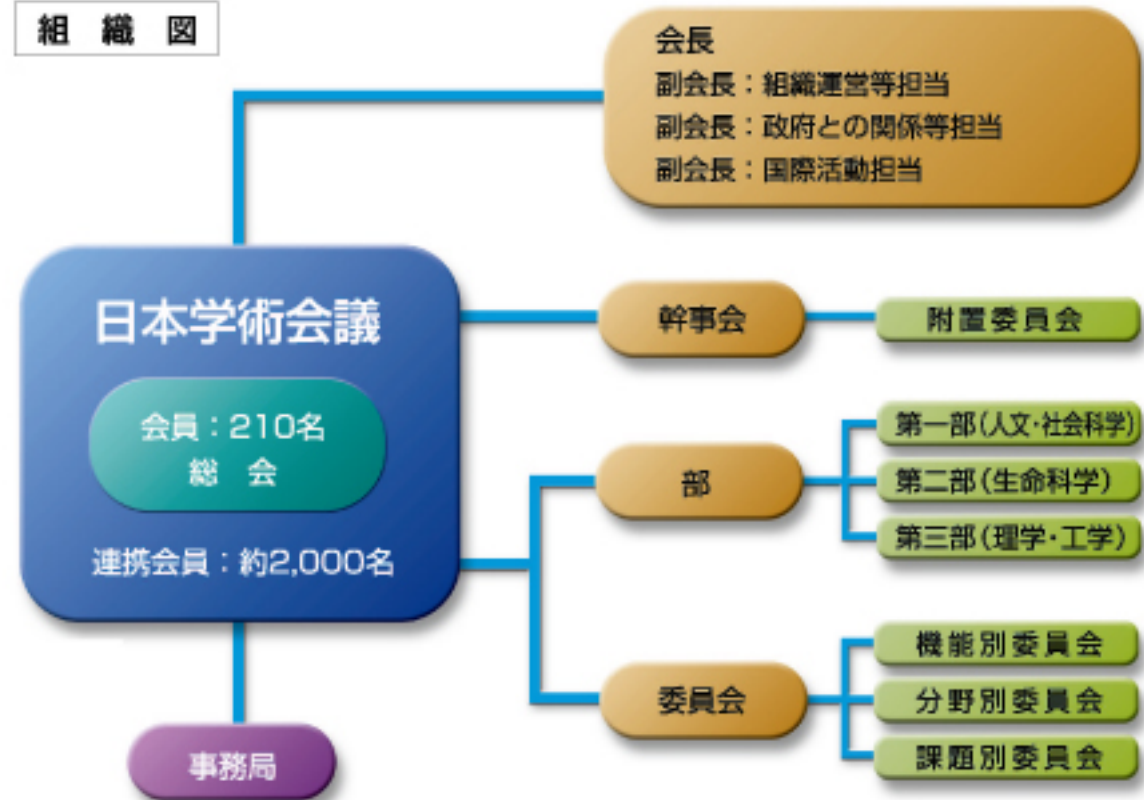 組織図
会長
副会長：組織運営等担当
副会長：政府との関係等担当
副会長：国際活動担当
日本学術会議
会員：210名
総会
連携会員：約2,000名
事務局
幹事会
附置委員会
部
第一部(人文・社会科学)
第二部(生命科学)
第三部(理学・工学)
委員会
機能別委員会
分野別委員会
課題別委員会